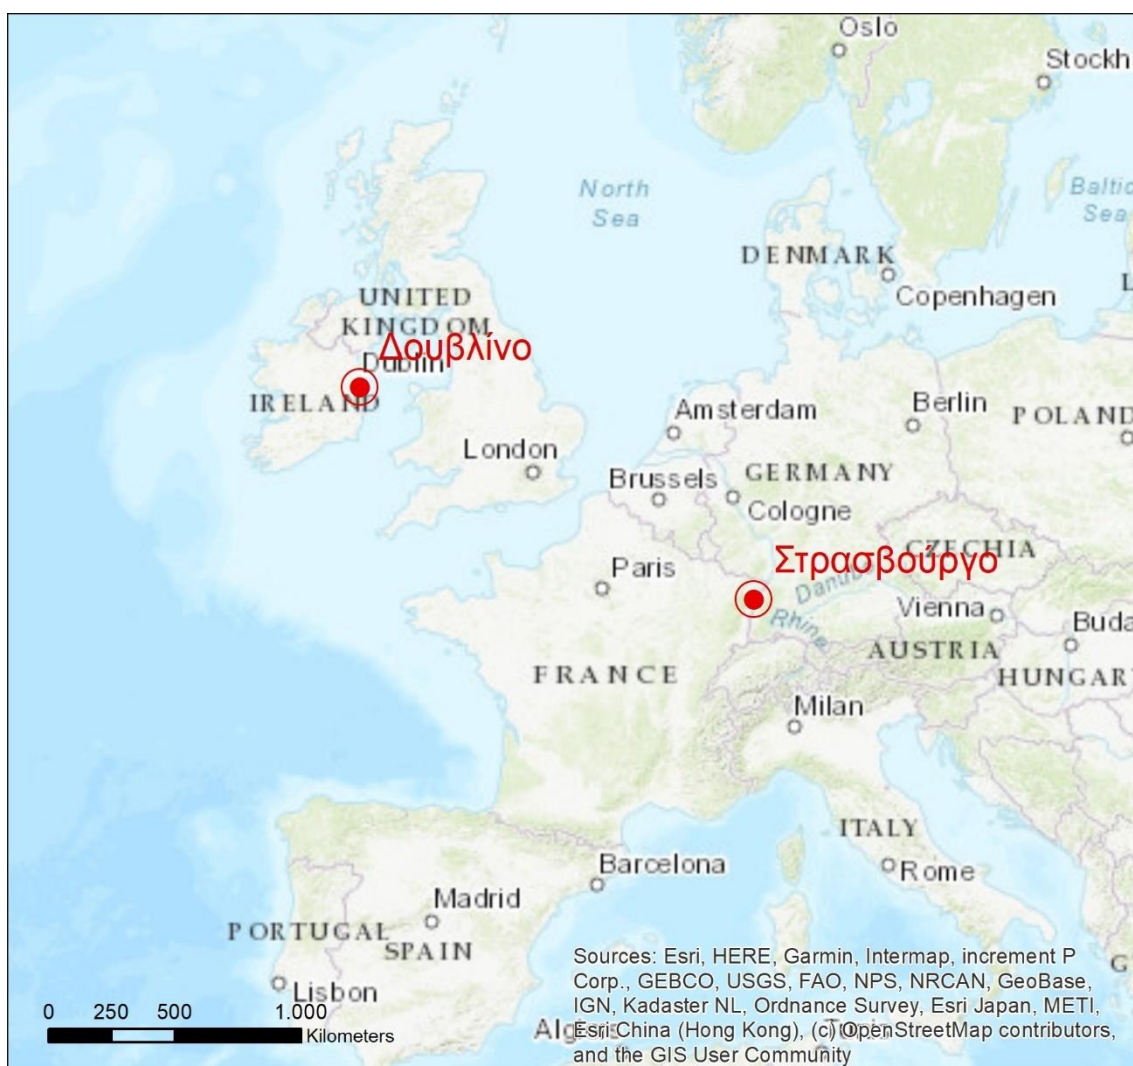 Oslo
Stockh
North
Sea
Baltic
Sea
DENMARK
Copenhagen
UNITED
KINGDOM
Δουβλίνο
Dublin
IRELAND
Amsterdam
Berlin
POLAND
London
Brussels
GERMANY
Cologne
CZECHIA
Στρασβούργο
Paris
Danube
Rhine
Vienna
Buda
AUSTRIA
FRANCE
HUNGARY
Milan
ITALY
Barcelona
Rome
Madrid
PORTUGAL
SPAIN
Lisbon
0 250 500 1.000
Kilometers
Algiers
Tunis
Sources: Esri, HERE, Garmin, Intermap, increment P
Corp., GEBCO, USGS, FAO, NPS, NRCAN, GeoBase,
IGN, Kadaster NL, Ordnance Survey, Esri Japan, METI,
Esri China (Hong Kong), (c) OpenStreetMap contributors,
and the GIS User Community